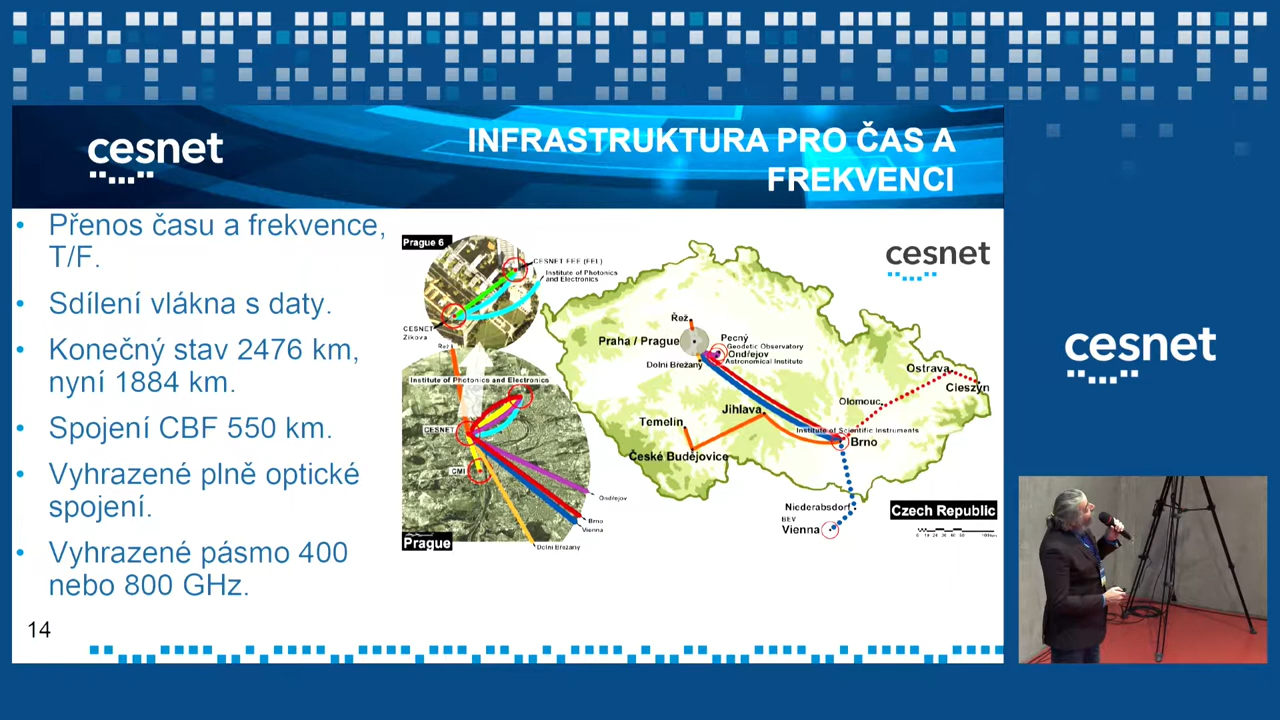 cesnet
INFRASTRUKTURA PRO ČAS A
FREKVENCI
• Přenos času a frekvence,
T/F.
• Sdílení vlákna s daty.
• Konečný stav 2476 km,
nyní 1884 km.
• Spojení CBF 550 km.
• Vyhrazené plně optické
spojení.
• Vyhrazené pásmo 400
nebo 800 GHz.
14
Prague 6
CESNET FEE (FEL)
Institute of Photonics
and Electronics
CESNET
Zikova
Řež
Institute of Photonics and Electronics
CESNET
CMI
Ondřejov
Brno
Vienna
Dolní Břežany
Prague
cesnet
Řež
Praha / Prague
Pecný
Geodetic Observatory
Ondřejov
Astronomical Institute
Dolní Břežany
Ostrava
Cieszyn
Olomouc
Jihlava
Temelín
Institute of Scientific Instruments
Brno
České Budějovice
Niederabsdorf
BEV
Vienna
Czech Republic
cesnet